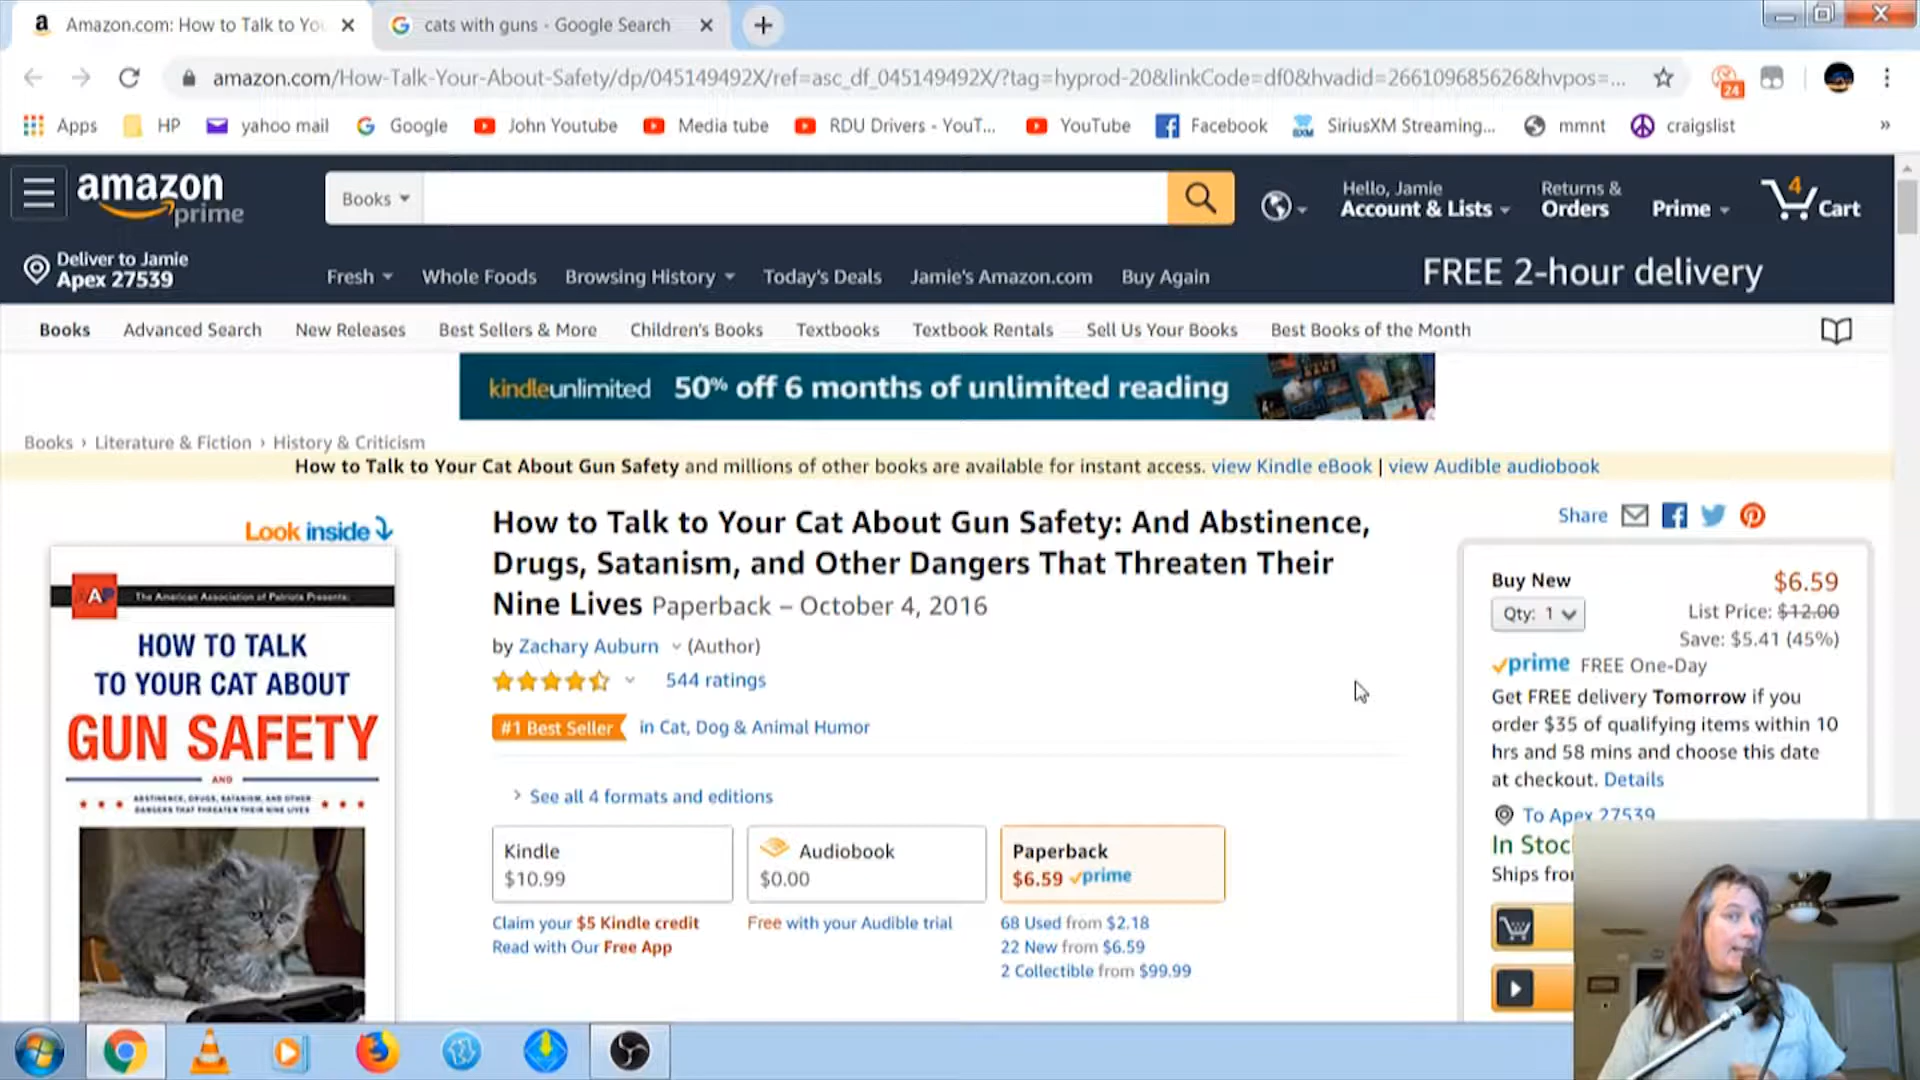 Amazon.com: How to Talk to You
cats with guns - Google Search
amazon.com/How-Talk-Your-About-Safety/dp/045149492X/ref=asc_df_045149492X/?tag=hyprod-20&linkCode=df0&hvadid=266109685626&hvpos=...
24
Apps
HP
yahoo mail
Google
John Youtube
Media tube
RDU Drivers - YouT...
YouTube
Facebook
SiriusXM Streaming...
mmnt
craigslist
»
amazon prime
Books
Hello, Jamie
Account & Lists
Returns &
Orders
Prime
4
Cart
Deliver to Jamie
Apex 27539
Fresh
Whole Foods
Browsing History
Today's Deals
Jamie's Amazon.com
Buy Again
FREE 2-hour delivery
Books
Advanced Search
New Releases
Best Sellers & More
Children's Books
Textbooks
Textbook Rentals
Sell Us Your Books
Best Books of the Month
kindleunlimited 50% off 6 months of unlimited reading
Books › Literature & Fiction › History & Criticism
How to Talk to Your Cat About Gun Safety and millions of other books are available for instant access. view Kindle eBook | view Audible audiobook
Look inside
AAP
The American Association of Patriots Presents:
HOW TO TALK
TO YOUR CAT ABOUT
GUN SAFETY
AND
ABSTINENCE, DRUGS, SATANISM, AND OTHER
DANGERS THAT THREATEN THEIR NINE LIVES
How to Talk to Your Cat About Gun Safety: And Abstinence,
Drugs, Satanism, and Other Dangers That Threaten Their
Nine Lives Paperback – October 4, 2016
by Zachary Auburn (Author)
544 ratings
#1 Best Seller in Cat, Dog & Animal Humor
› See all 4 formats and editions
Kindle
$10.99
Audiobook
$0.00
Paperback
$6.59 prime
Claim your $5 Kindle credit
Read with Our Free App
Free with your Audible trial
68 Used from $2.18
22 New from $6.59
2 Collectible from $99.99
Share
Buy New
$6.59
Qty: 1
List Price: $12.00
Save: $5.41 (45%)
prime FREE One-Day
Get FREE delivery Tomorrow if you
order $35 of qualifying items within 10
hrs and 58 mins and choose this date
at checkout. Details
To Apex 27539
In Stoc
Ships fro